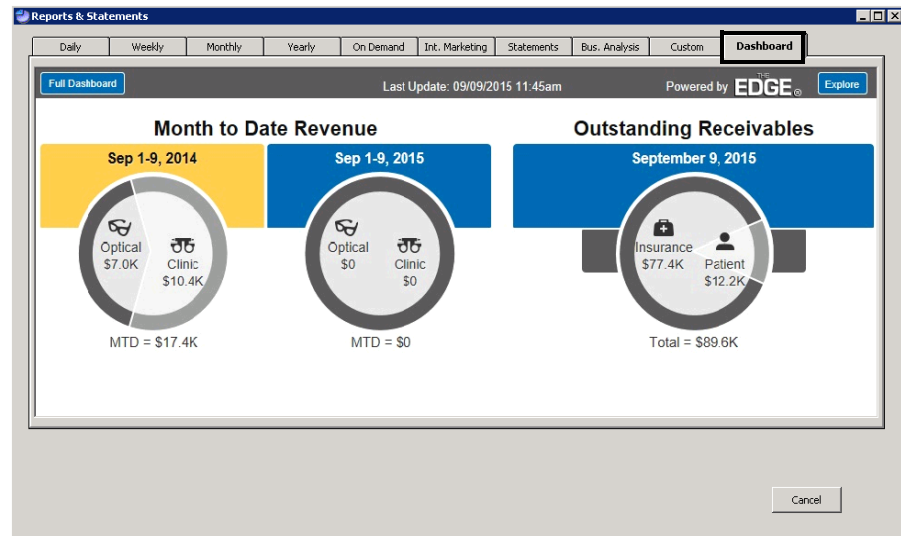 Reports & Statements
Daily Weekly Monthly Yearly On Demand Int. Marketing Statements Bus. Analysis Custom Dashboard
Full Dashboard Last Update: 09/09/2015 11:45am Powered by THE EDGE ® Explore
Month to Date Revenue Outstanding Receivables
Sep 1-9, 2014 Sep 1-9, 2015 September 9, 2015
Optical
$7.0K
Clinic
$10.4K
Optical
$0
Clinic
$0
Insurance
$77.4K
Patient
$12.2K
MTD = $17.4K MTD = $0 Total = $89.6K
Cancel